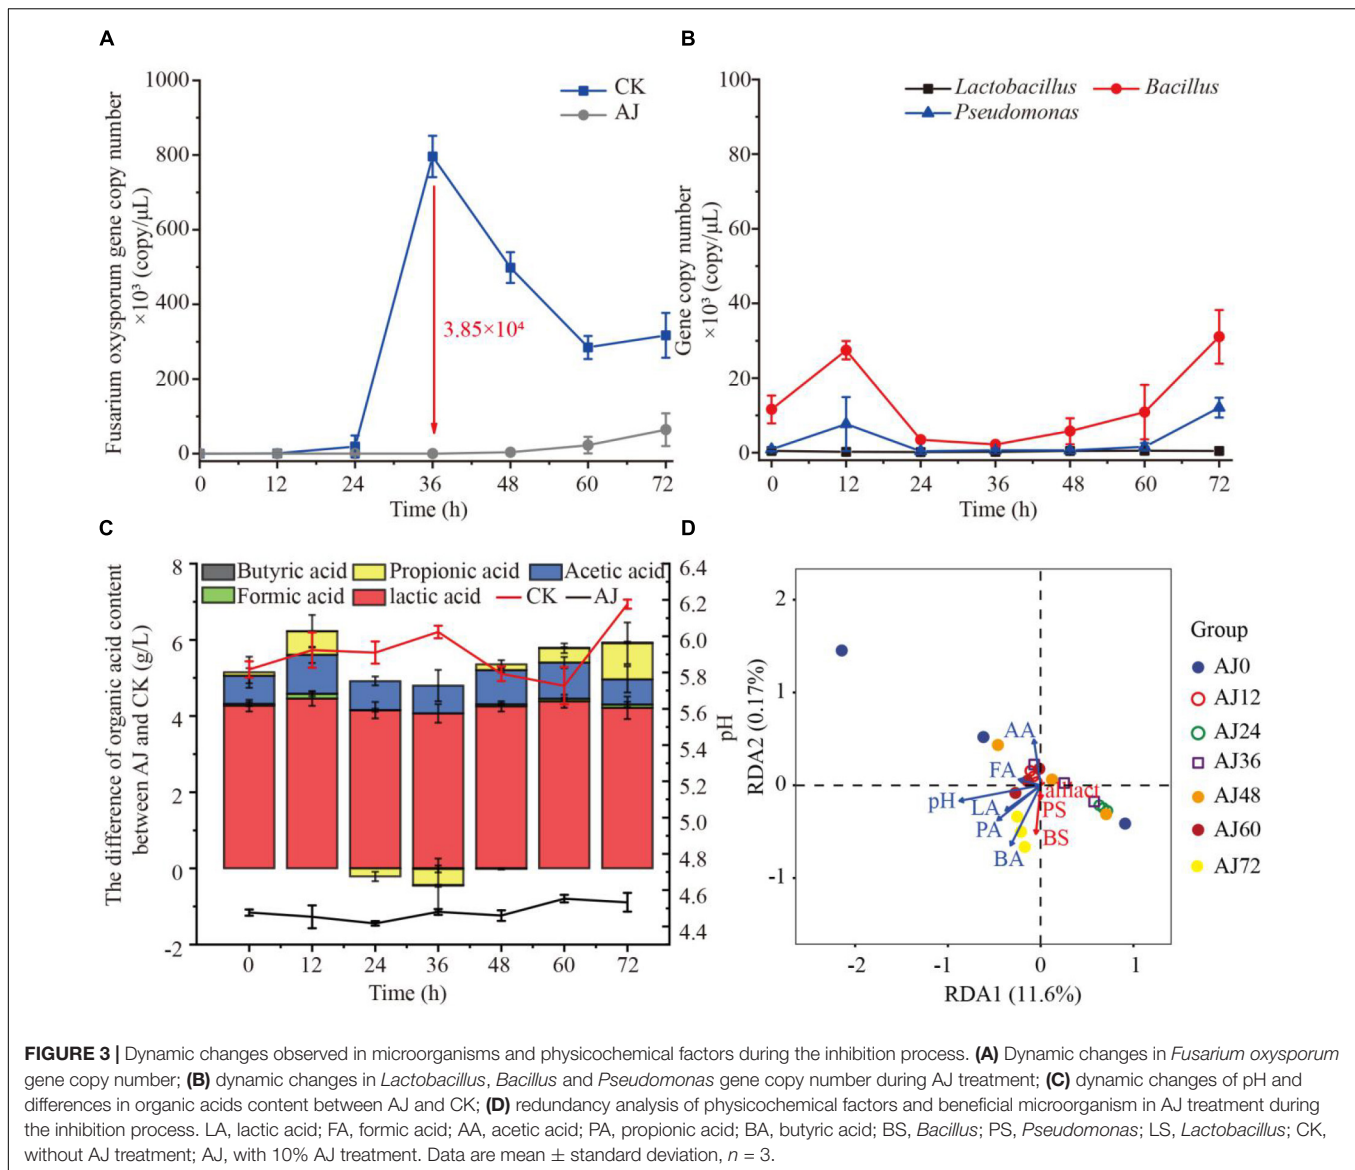 A
Fusarium oxysporum gene copy number
×10³ (copy/μL)
1000
800
600
400
200
0
CK
AJ
3.85×10⁴
0 12 24 36 48 60 72
Time (h)
B
Gene copy number
×10³ (copy/μL)
100
80
60
40
20
0
Lactobacillus Bacillus
Pseudomonas
0 12 24 36 48 60 72
Time (h)
C
The difference of organic acid content
between AJ and CK (g/L)
8
6
4
2
0
-2
Butyric acid Propionic acid Acetic acid
Formic acid lactic acid CK AJ
6.4
6.2
6.0
5.8
5.6
5.4
5.2
5.0
4.8
4.6
4.4
pH
0 12 24 36 48 60 72
Time (h)
D
RDA2 (0.17%)
2
1
0
-1
AA
FA
pH
LA
PA
BA
PS
BS
-2 -1 0 1
RDA1 (11.6%)
Group
AJ0
AJ12
AJ24
AJ36
AJ48
AJ60
AJ72
FIGURE 3 | Dynamic changes observed in microorganisms and physicochemical factors during the inhibition process. (A) Dynamic changes in Fusarium oxysporum
gene copy number; (B) dynamic changes in Lactobacillus, Bacillus and Pseudomonas gene copy number during AJ treatment; (C) dynamic changes of pH and
differences in organic acids content between AJ and CK; (D) redundancy analysis of physicochemical factors and beneficial microorganism in AJ treatment during
the inhibition process. LA, lactic acid; FA, formic acid; AA, acetic acid; PA, propionic acid; BA, butyric acid; BS, Bacillus; PS, Pseudomonas; LS, Lactobacillus; CK,
without AJ treatment; AJ, with 10% AJ treatment. Data are mean ± standard deviation, n = 3.